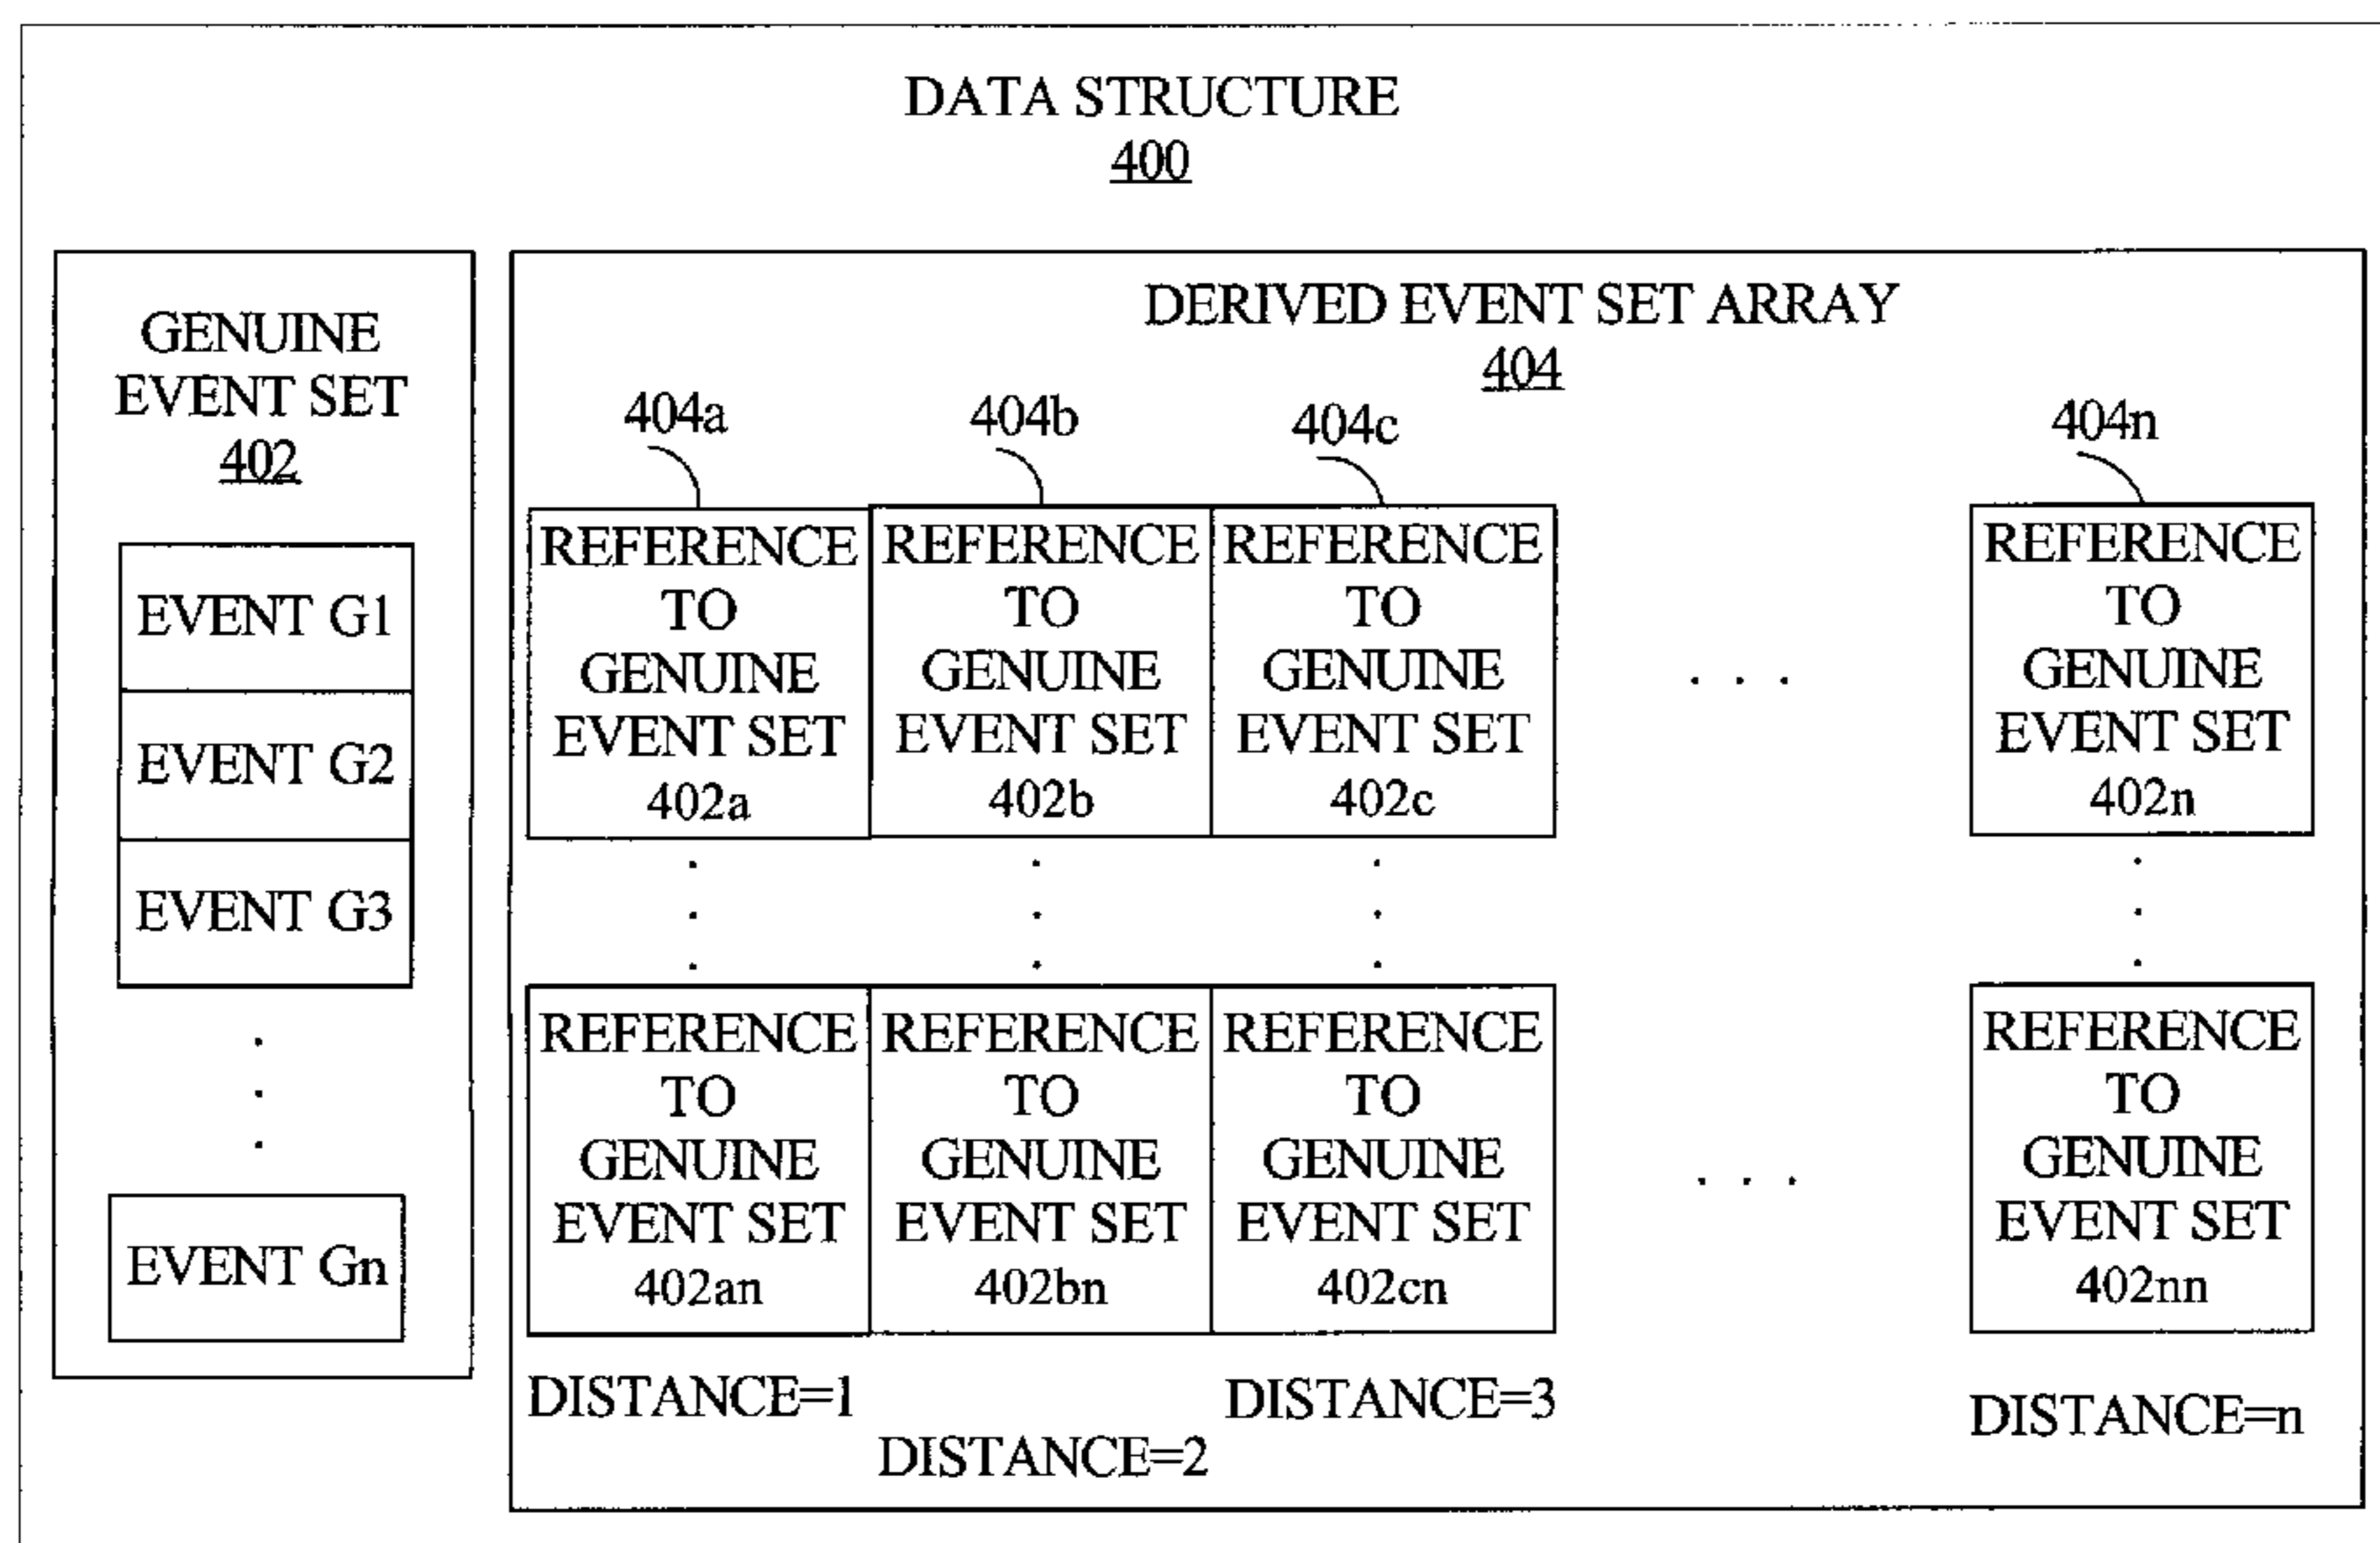 DATA STRUCTURE
400
GENUINE
EVENT SET
402
EVENT G1
EVENT G2
EVENT G3
EVENT Gn
DERIVED EVENT SET ARRAY
404
404a
404b
404c
404n
REFERENCE
TO
GENUINE
EVENT SET
402a
REFERENCE
TO
GENUINE
EVENT SET
402b
REFERENCE
TO
GENUINE
EVENT SET
402c
. . .
REFERENCE
TO
GENUINE
EVENT SET
402n
REFERENCE
TO
GENUINE
EVENT SET
402an
REFERENCE
TO
GENUINE
EVENT SET
402bn
REFERENCE
TO
GENUINE
EVENT SET
402cn
. . .
REFERENCE
TO
GENUINE
EVENT SET
402nn
DISTANCE=1
DISTANCE=2
DISTANCE=3
DISTANCE=n